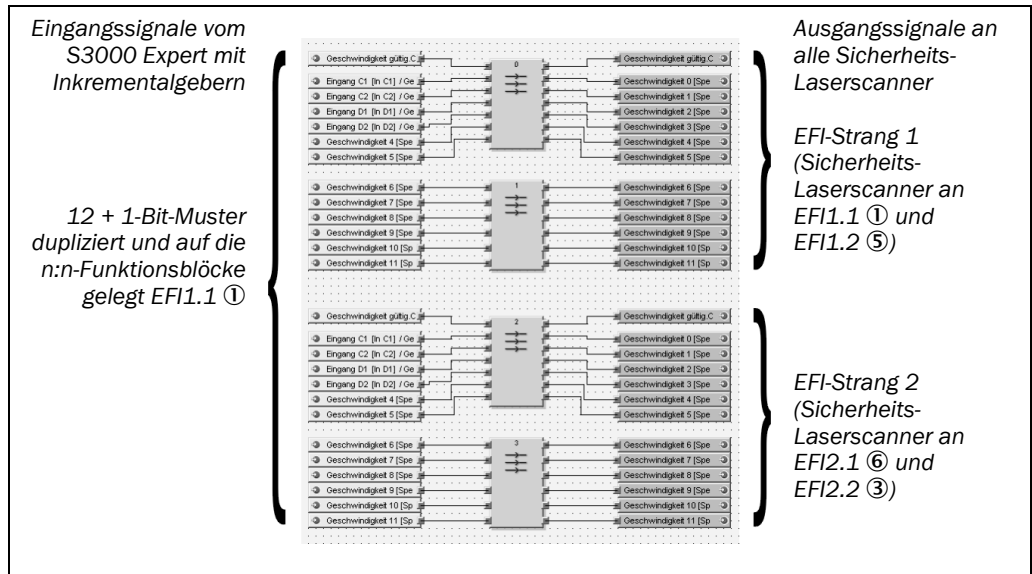 Eingangssignale vom
S3000 Expert mit
Inkrementalgebern
12 + 1-Bit-Muster
dupliziert und auf die
n:n-Funktionsblöcke
gelegt EFI1.1 ①
Geschwindigkeit gültig.C
Eingang C1 [In C1] / Ge
Eingang C2 [In C2] / Ge
Eingang D1 [In D1] / Ge
Eingang D2 [In D2] / Ge
Geschwindigkeit 4 [Spe
Geschwindigkeit 5 [Spe
0
Geschwindigkeit gültig.C
Geschwindigkeit 0 [Spe
Geschwindigkeit 1 [Spe
Geschwindigkeit 2 [Spe
Geschwindigkeit 3 [Spe
Geschwindigkeit 4 [Spe
Geschwindigkeit 5 [Spe
Geschwindigkeit 6 [Spe
Geschwindigkeit 7 [Spe
Geschwindigkeit 8 [Spe
Geschwindigkeit 9 [Spe
Geschwindigkeit 10 [Sp
Geschwindigkeit 11 [Sp
1
Geschwindigkeit 6 [Spe
Geschwindigkeit 7 [Spe
Geschwindigkeit 8 [Spe
Geschwindigkeit 9 [Spe
Geschwindigkeit 10 [Sp
Geschwindigkeit 11 [Sp
Geschwindigkeit gültig.C
Eingang C1 [In C1] / Ge
Eingang C2 [In C2] / Ge
Eingang D1 [In D1] / Ge
Eingang D2 [In D2] / Ge
Geschwindigkeit 4 [Spe
Geschwindigkeit 5 [Spe
2
Geschwindigkeit gültig.C
Geschwindigkeit 0 [Spe
Geschwindigkeit 1 [Spe
Geschwindigkeit 2 [Spe
Geschwindigkeit 3 [Spe
Geschwindigkeit 4 [Spe
Geschwindigkeit 5 [Spe
Geschwindigkeit 6 [Spe
Geschwindigkeit 7 [Spe
Geschwindigkeit 8 [Spe
Geschwindigkeit 9 [Spe
Geschwindigkeit 10 [Sp
Geschwindigkeit 11 [Sp
3
Geschwindigkeit 6 [Spe
Geschwindigkeit 7 [Spe
Geschwindigkeit 8 [Spe
Geschwindigkeit 9 [Spe
Geschwindigkeit 10 [Sp
Geschwindigkeit 11 [Sp
Ausgangssignale an
alle Sicherheits-
Laserscanner
EFI-Strang 1
(Sicherheits-
Laserscanner an
EFI1.1 ① und
EFI1.2 ⑤)
EFI-Strang 2
(Sicherheits-
Laserscanner an
EFI2.1 ⑥ und
EFI2.2 ③)